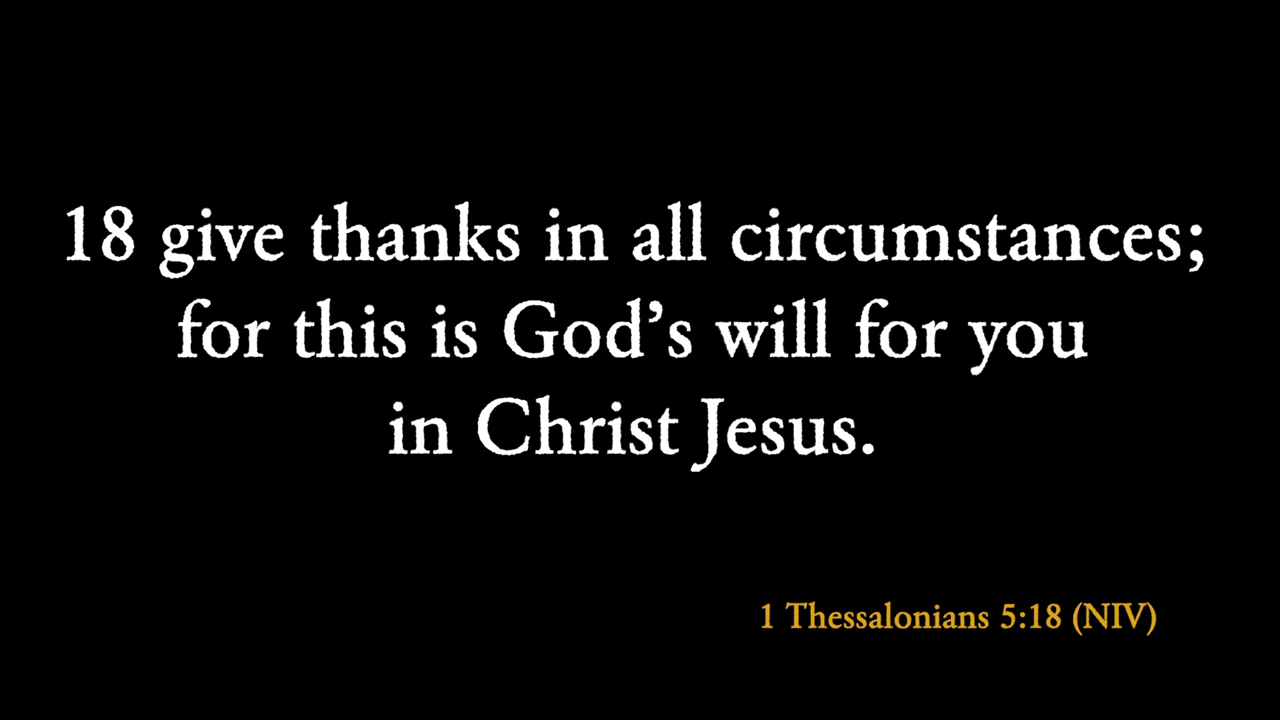 18 give thanks in all circumstances;
for this is God’s will for you
in Christ Jesus.
1 Thessalonians 5:18 (NIV)